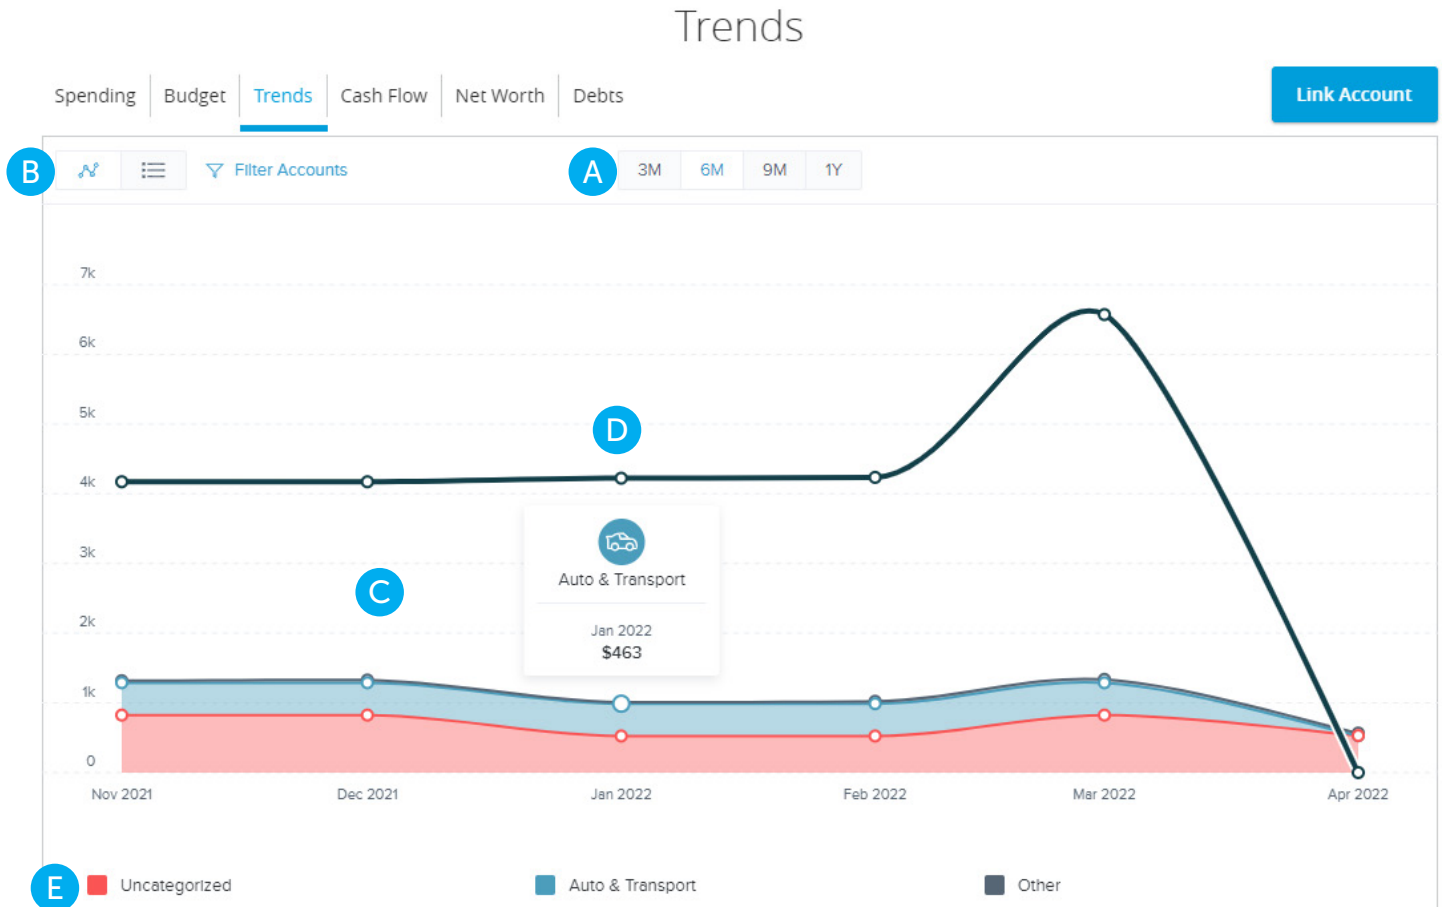 Trends
Spending Budget Trends Cash Flow Net Worth Debts Link Account
B Filter Accounts A 3M 6M 9M 1Y
7k
6k
5k
D
4k
3k
Auto & Transport
C
2k
Jan 2022
$463
1k
0
Nov 2021 Dec 2021 Jan 2022 Feb 2022 Mar 2022 Apr 2022
E Uncategorized Auto & Transport Other